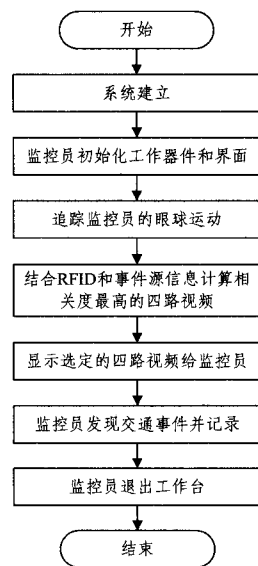 开始
系统建立
监控员初始化工作器件和界面
追踪监控员的眼球运动
结合RFID和事件源信息计算相
关度最高的四路视频
显示选定的四路视频给监控员
监控员发现交通事件并记录
监控员退出工作台
结束